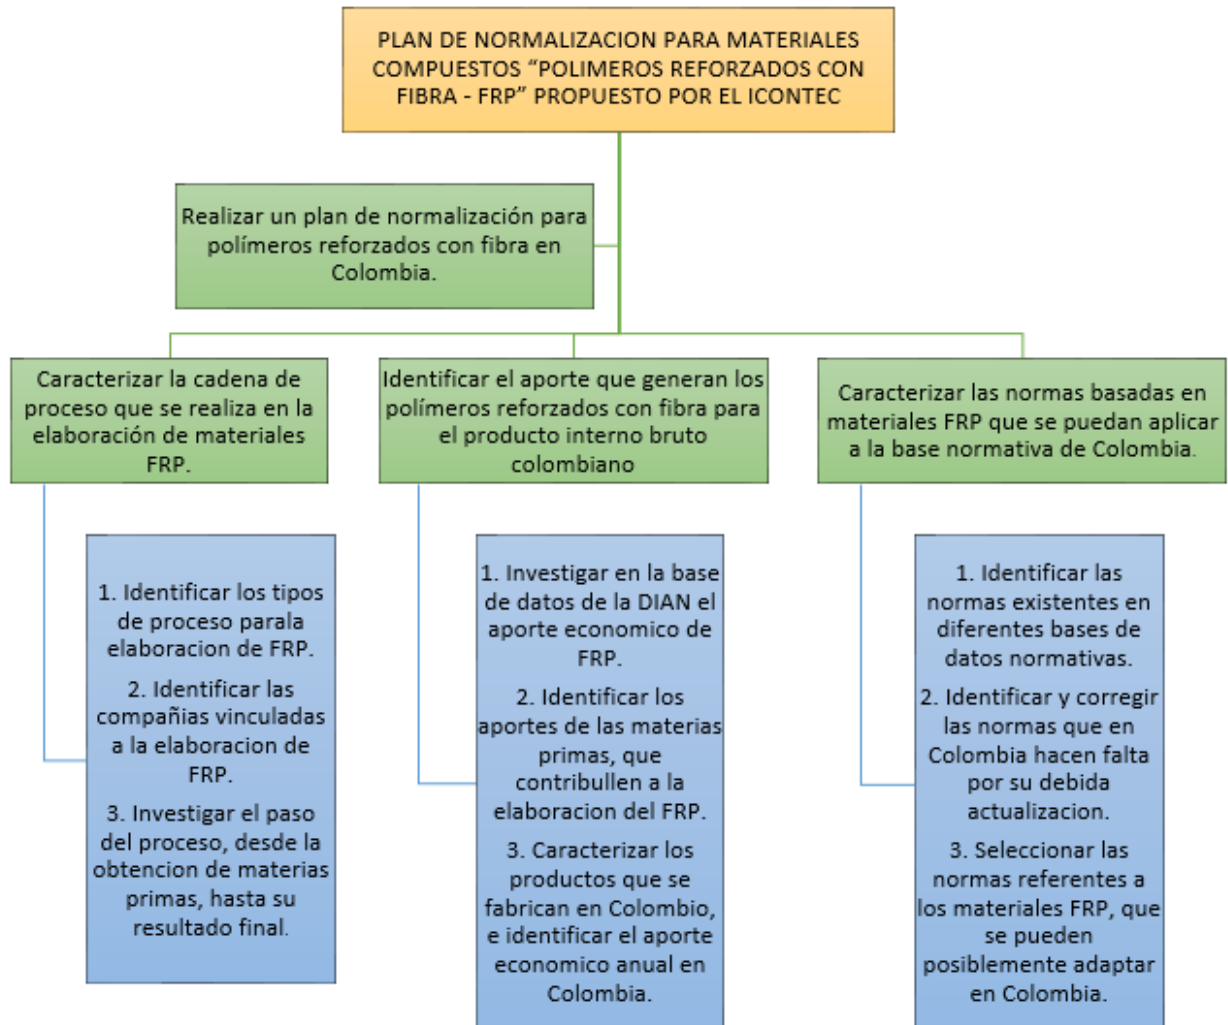 PLAN DE NORMALIZACION PARA MATERIALES
COMPUESTOS “POLIMEROS REFORZADOS CON
FIBRA - FRP” PROPUESTO POR EL ICONTEC
Realizar un plan de normalización para
polímeros reforzados con fibra en
Colombia.
Caracterizar la cadena de
proceso que se realiza en la
elaboración de materiales
FRP.
1. Identificar los tipos
de proceso parala
elaboracion de FRP.
2. Identificar las
compañias vinculadas
a la elaboracion de
FRP.
3. Investigar el paso
del proceso, desde la
obtencion de materias
primas, hasta su
resultado final.
Identificar el aporte que generan los
polímeros reforzados con fibra para
el producto interno bruto
colombiano
1. Investigar en la base
de datos de la DIAN el
aporte economico de
FRP.
2. Identificar los
aportes de las materias
primas, que
contribullen a la
elaboracion del FRP.
3. Caracterizar los
productos que se
fabrican en Colombio,
e identificar el aporte
economico anual en
Colombia.
Caracterizar las normas basadas en
materiales FRP que se puedan aplicar
a la base normativa de Colombia.
1. Identificar las
normas existentes en
diferentes bases de
datos normativas.
2. Identificar y corregir
las normas que en
Colombia hacen falta
por su debida
actualizacion.
3. Seleccionar las
normas referentes a
los materiales FRP, que
se pueden
posiblemente adaptar
en Colombia.